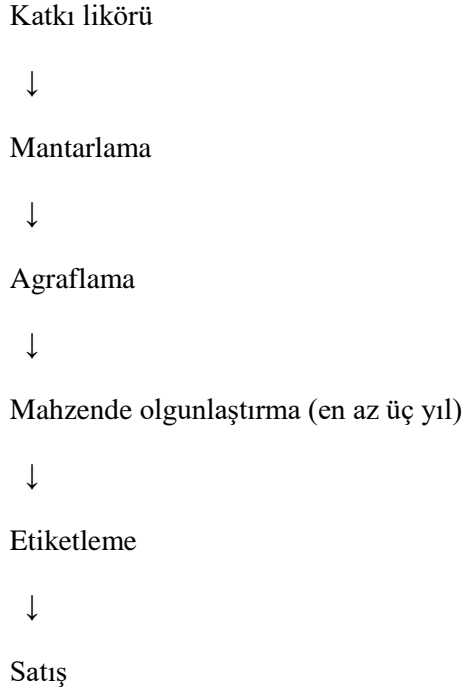 Katkı likörü
↓
Mantarlama
↓
Agraflama
↓
Mahzende olgunlaştırma (en az üç yıl)
↓
Etiketleme
↓
Satış